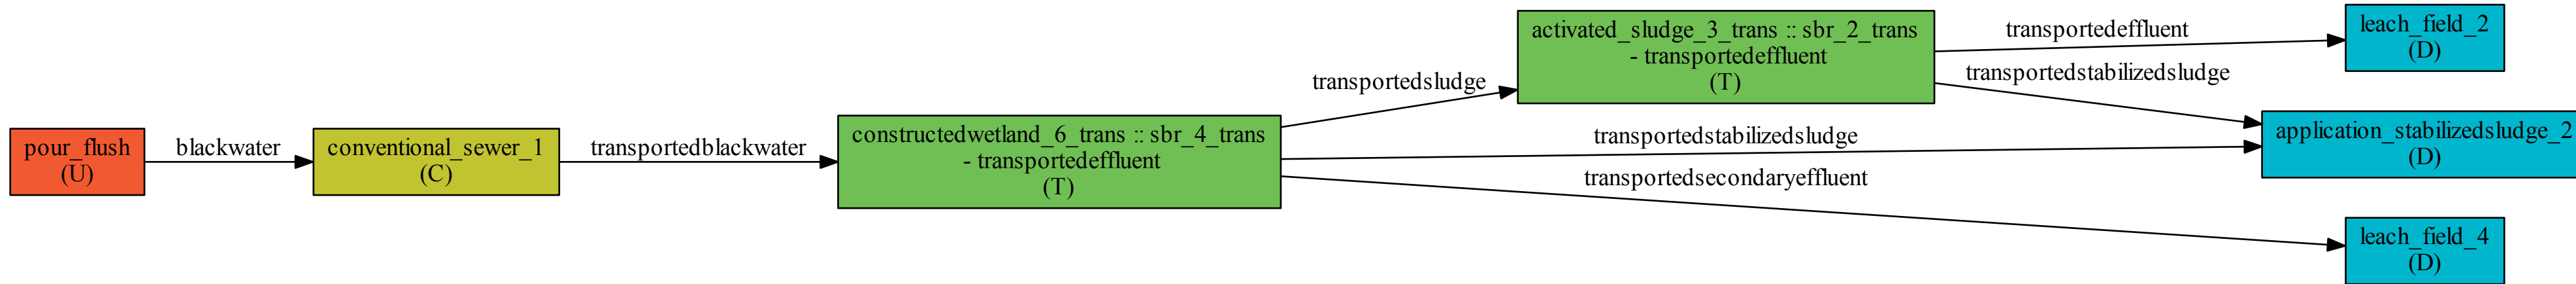 pour_flush
(U)
blackwater
conventional_sewer_1
(C)
transportedblackwater
constructedwetland_6_trans :: sbr_4_trans
- transportedeffluent
(T)
transportedsludge
activated_sludge_3_trans :: sbr_2_trans
- transportedeffluent
(T)
transportedeffluent
transportedstabilizedsludge
transportedstabilizedsludge
transportedsecondaryeffluent
leach_field_2
(D)
application_stabilizedsludge_2
(D)
leach_field_4
(D)